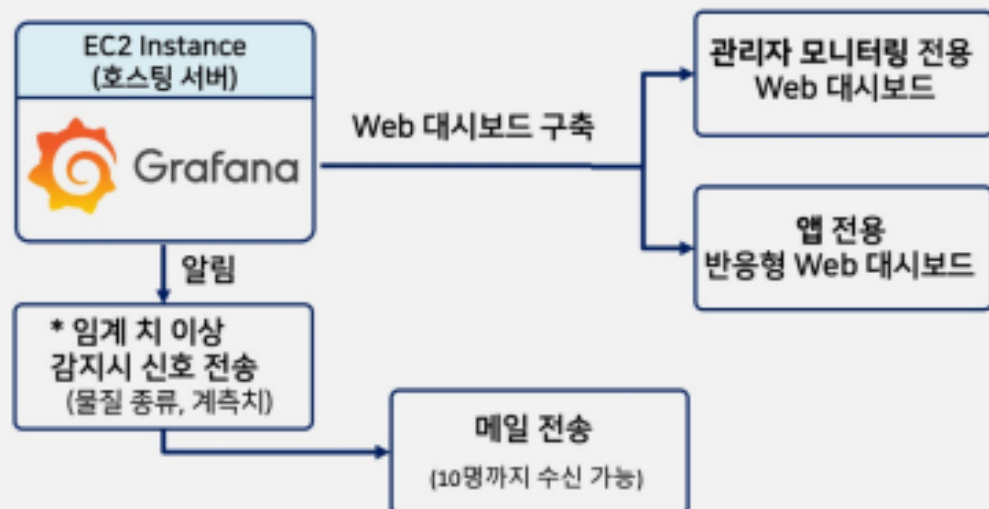 EC2 Instance
(호스팅 서버)
Grafana
Web 대시보드 구축
관리자 모니터링 전용
Web 대시보드
앱 전용
반응형 Web 대시보드
알림
* 임계 치 이상
감지시 신호 전송
(물질 종류, 계측치)
메일 전송
(10명까지 수신 가능)